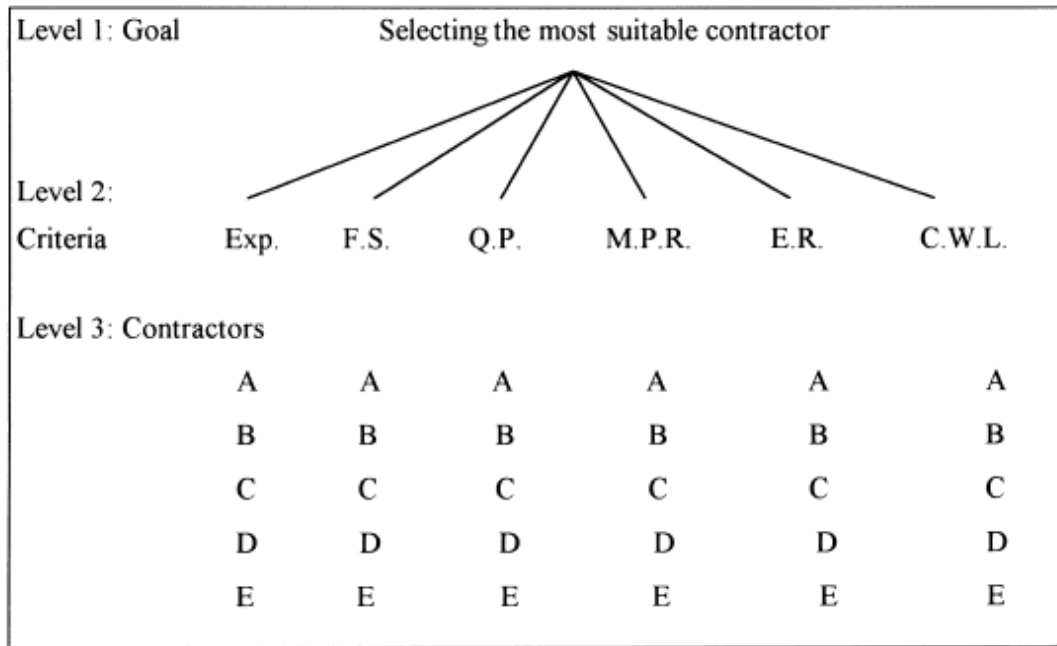 Level 1: Goal Selecting the most suitable contractor
Level 2:
Criteria Exp. F.S. Q.P. M.P.R. E.R. C.W.L.
Level 3: Contractors
A A A A A A
B B B B B B
C C C C C C
D D D D D D
E E E E E E